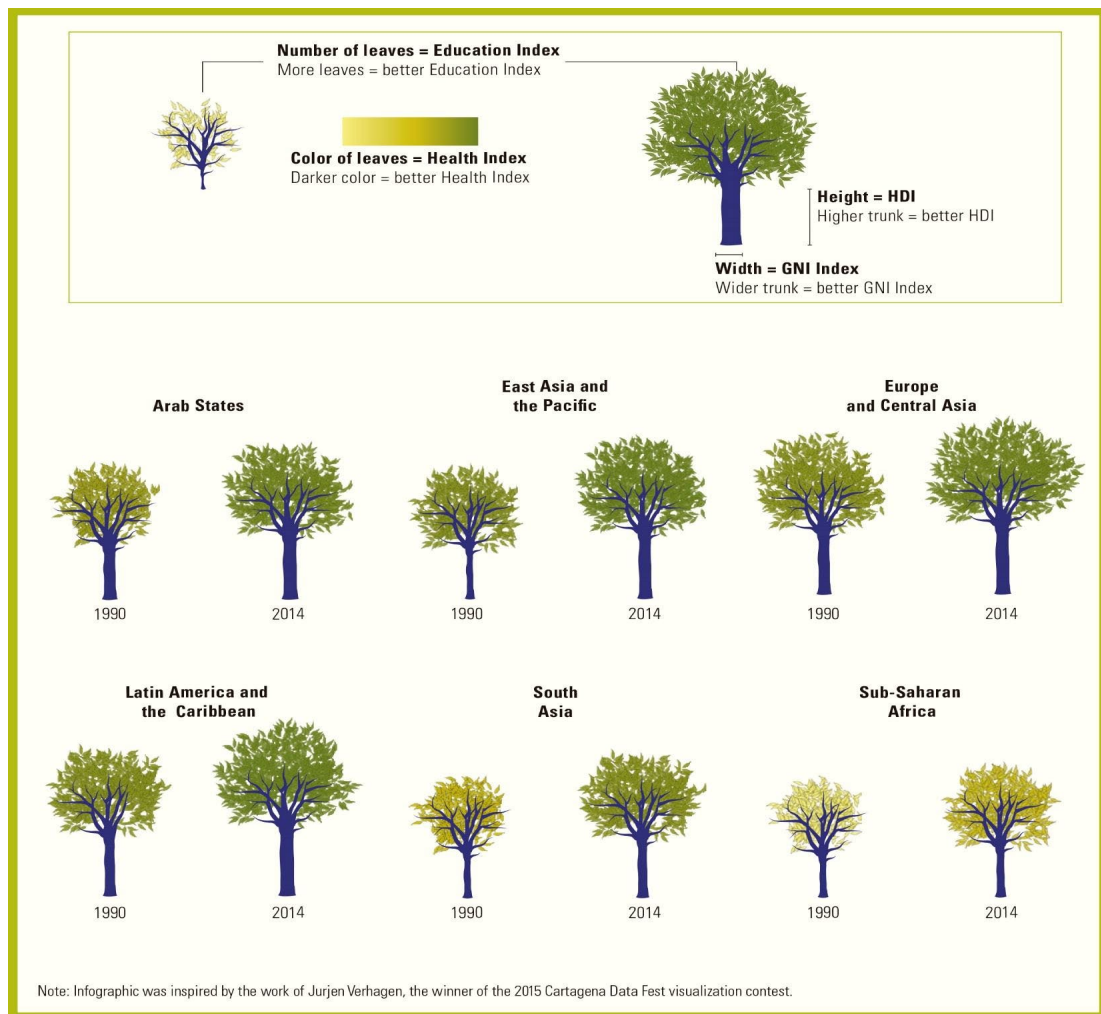 Number of leaves = Education Index
More leaves = better Education Index
Color of leaves = Health Index
Darker color = better Health Index
Height = HDI
Higher trunk = better HDI
Width = GNI Index
Wider trunk = better GNI Index
Arab States
East Asia and
the Pacific
Europe
and Central Asia
1990
2014
1990
2014
1990
2014
Latin America and
the Caribbean
South
Asia
Sub-Saharan
Africa
1990
2014
1990
2014
1990
2014
Note: Infographic was inspired by the work of Jurjen Verhagen, the winner of the 2015 Cartagena Data Fest visualization contest.